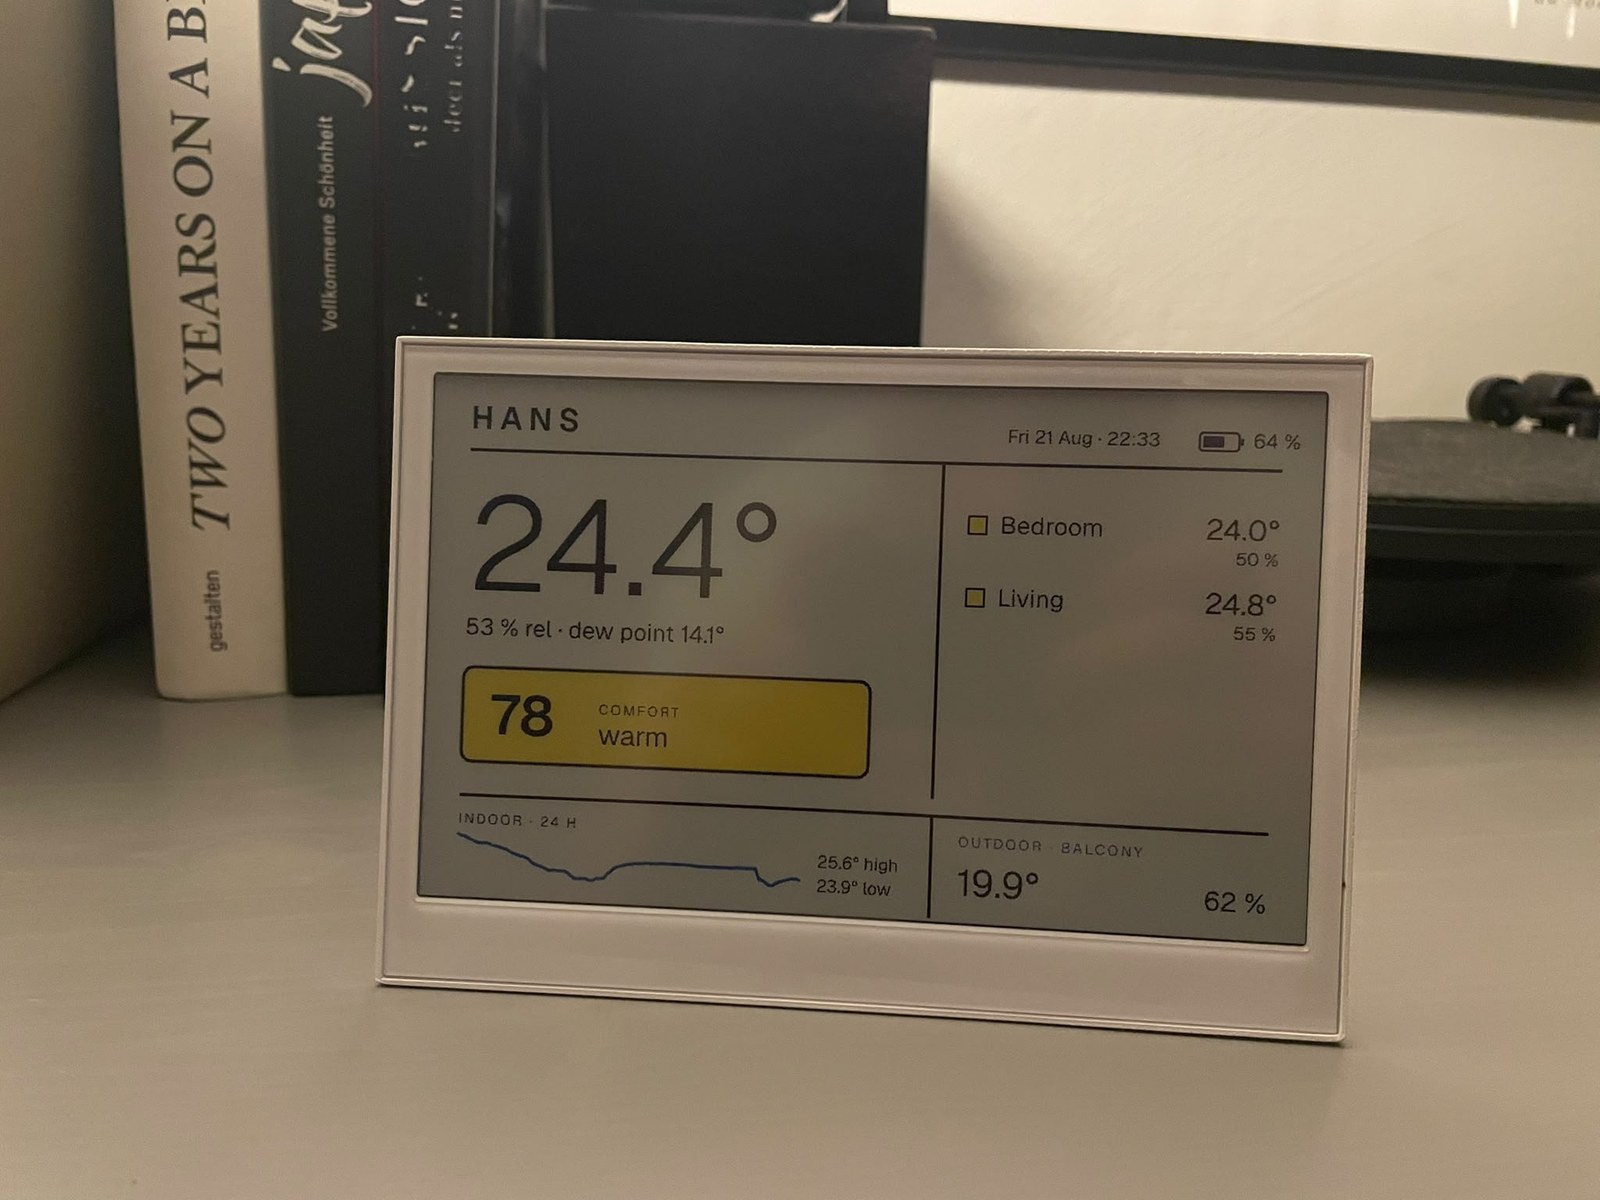 TWO YEARS ON A
gestalten
Vollkommene Schönheit
HANS
Fri 21 Aug · 22:33
64 %
24.4°
53 % rel · dew point 14.1°
78
COMFORT
warm
Bedroom
24.0°
50 %
Living
24.8°
55 %
INDOOR · 24 H
25.6° high
23.9° low
OUTDOOR · BALCONY
19.9°
62 %